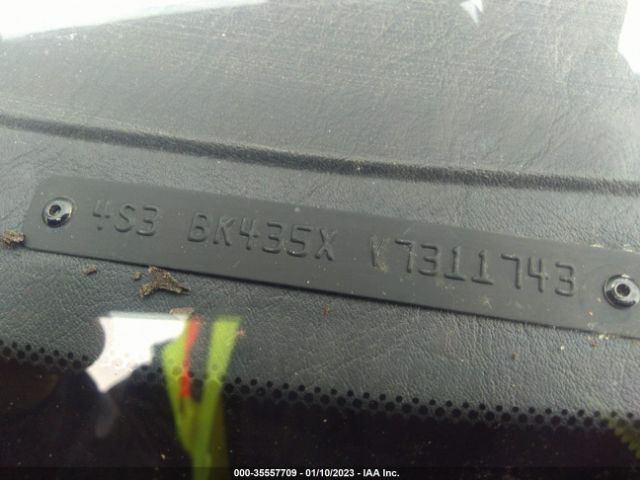 4S3 BK435X V7311743
000-35557709 - 01/10/2023 - IAA Inc.